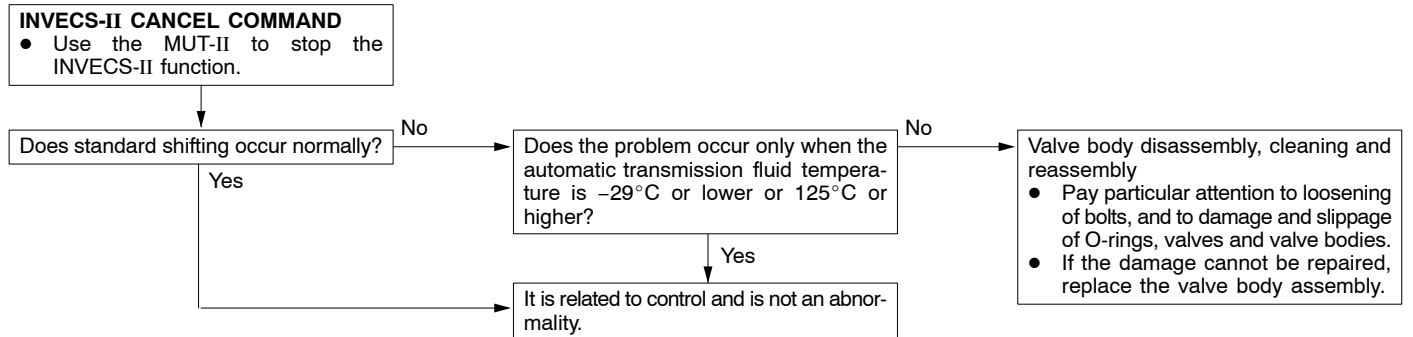 INVECS-II CANCEL COMMAND
● Use the MUT-II to stop the
INVECS-II function.
Does standard shifting occur normally?
No
Yes
Does the problem occur only when the
automatic transmission fluid tempera-
ture is −29°C or lower or 125°C or
higher?
No
Yes
Valve body disassembly, cleaning and
reassembly
● Pay particular attention to loosening
of bolts, and to damage and slippage
of O-rings, valves and valve bodies.
● If the damage cannot be repaired,
replace the valve body assembly.
It is related to control and is not an abnor-
mality.